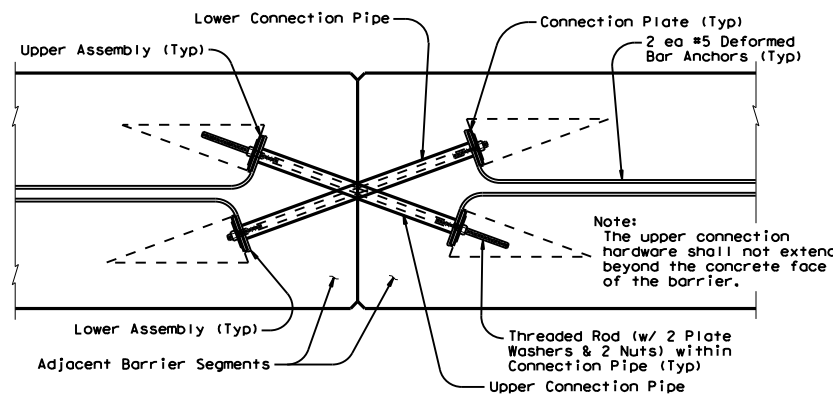 Lower Connection Pipe
Connection Plate (Typ)
Upper Assembly (Typ)
2 ea #5 Deformed
Bar Anchors (Typ)
Note:
The upper connection
hardware shall not extend
beyond the concrete face
of the barrier.
Lower Assembly (Typ)
Threaded Rod (w/ 2 Plate
Washers & 2 Nuts) within
Connection Pipe (Typ)
Adjacent Barrier Segments
Upper Connection Pipe